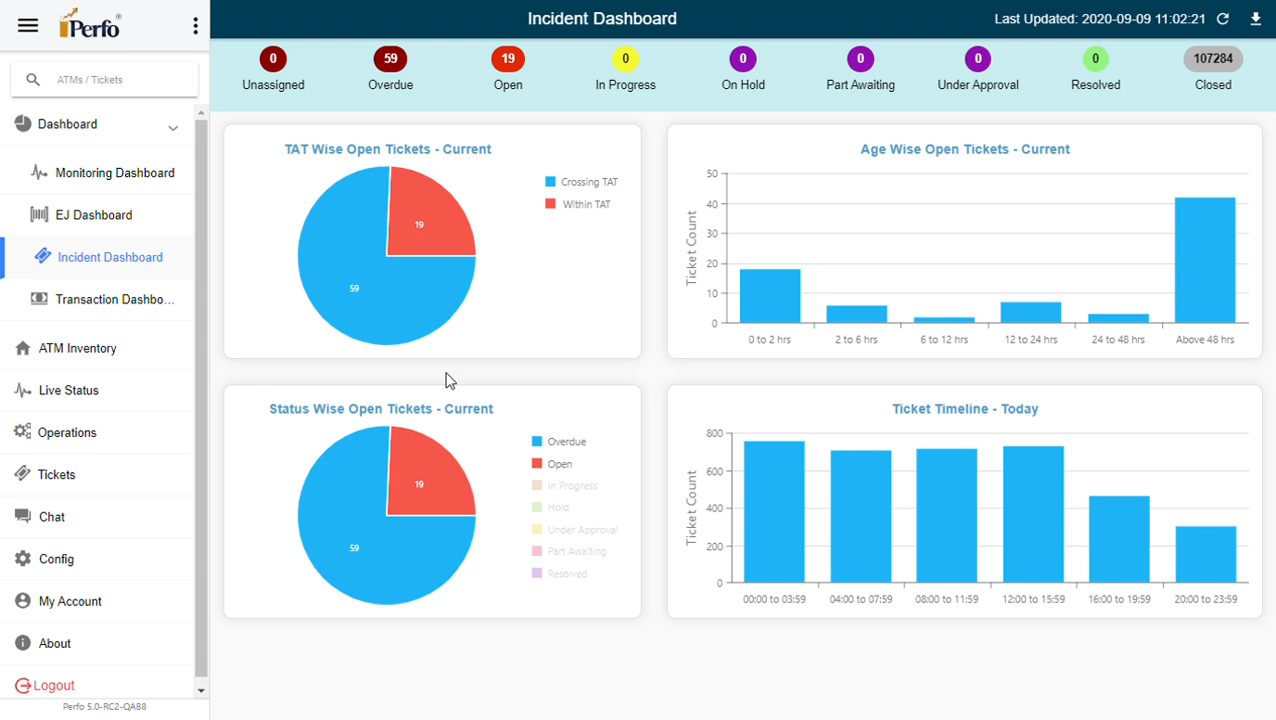 Perfo®
Incident Dashboard
Last Updated: 2020-09-09 11:02:21
ATMs / Tickets
0
59
19
0
0
0
0
0
107284
Unassigned
Overdue
Open
In Progress
On Hold
Part Awaiting
Under Approval
Resolved
Closed
Dashboard
Monitoring Dashboard
EJ Dashboard
Incident Dashboard
Transaction Dashbo...
ATM Inventory
Live Status
Operations
Tickets
Chat
Config
My Account
About
Logout
Perfo 5.0-RC2-QAB8
TAT Wise Open Tickets - Current
Crossing TAT
Within TAT
19
59
Age Wise Open Tickets - Current
Ticket Count
50
40
30
20
10
0
0 to 2 hrs
2 to 6 hrs
6 to 12 hrs
12 to 24 hrs
24 to 48 hrs
Above 48 hrs
Status Wise Open Tickets - Current
Overdue
Open
In Progress
Hold
Under Approval
Part Awaiting
Resolved
19
59
Ticket Timeline - Today
Ticket Count
800
600
400
200
0
00:00 to 03:59
04:00 to 07:59
08:00 to 11:59
12:00 to 15:59
16:00 to 19:59
20:00 to 23:59